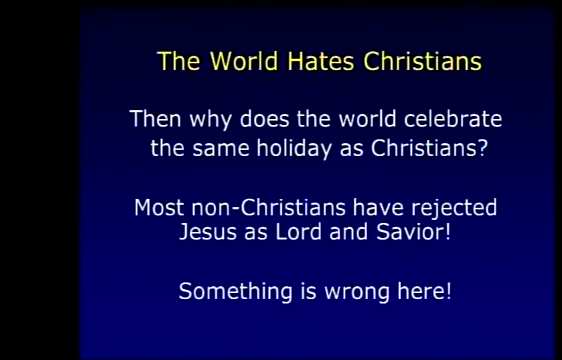 The World Hates Christians
Then why does the world celebrate
the same holiday as Christians?
Most non-Christians have rejected
Jesus as Lord and Savior!
Something is wrong here!